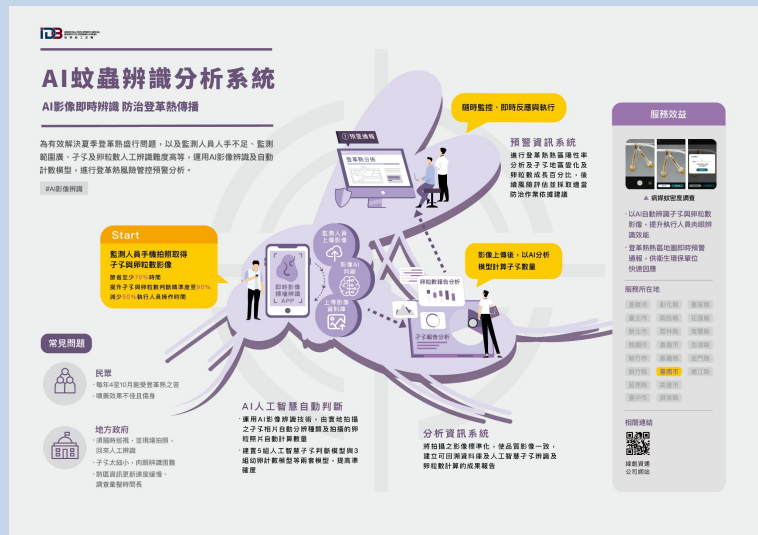 IDB
AI蚊蟲辨識分析系統
AI影像即時辨識 防治登革熱傳播
為有效解決夏季登革熱盛行問題，以及監測人員人手不足、監測
範圍廣、孑孓及卵粒數人工辨識難度高等，運用AI影像辨識及自動
計數模型，進行登革熱風險管控預警分析。
#AI影像辨識
Start
監測人員手機拍照取得
孑孓與卵粒數影像
節省至少70%時間
提升孑孓與卵粒數判斷精準度至90%
減少50%執行人員操作時間
即時影像
掃描辨識
APP
監測人員
上傳影像
影像AI
判斷
上傳影像
資料庫
預警通報
登革熱分析
隨時監控、即時反應與執行
預警資訊系統
進行登革熱熱區陽性率
分析及孑孓地區變化及
卵粒數成長百分比，後
續風險評估並採取適當
防治作業依據建議
影像上傳後，以AI分析
模型計算孑孓數量
卵粒數報告分析
孑孓報告分析
常見問題
民眾
·每年4至10月飽受登革熱之苦
·噴藥效果不佳且傷身
地方政府
·須隨時巡視，並現場拍照、
回來人工辨識
·孑孓太細小，肉眼辨識困難
·熱區資訊更新速度緩慢、
調查彙整時間長
AI人工智慧自動判斷
·運用AI影像辨識技術，由實地拍攝
之孑孓相片自動分辨種類及拍攝的卵
粒照片自動計算數量
·建置5組人工智慧孑孓判斷模型與3
組幼卵計數模型等兩套模型，提高準
確度
分析資訊系統
將拍攝之影像標準化，使品質影像一致，
建立可回溯資料庫及人工智慧孑孓辨識及
卵粒數計算的成果報告
服務效益
▲ 病媒蚊密度調查
·以AI自動辨識孑孓與卵粒數
影像，提升執行人員肉眼辨
識效能
·登革熱熱區地圖即時預警
通報，供衛生環保單位
快速因應
服務所在地
基隆市 彰化縣 臺東縣
臺北市 南投縣 花蓮縣
新北市 雲林縣 宜蘭縣
桃園市 嘉義市 澎湖縣
新竹市 嘉義縣 金門縣
新竹縣 臺南市 連江縣
苗栗縣 高雄市
臺中市 屏東縣
相關連結
緯創資通
公司網站